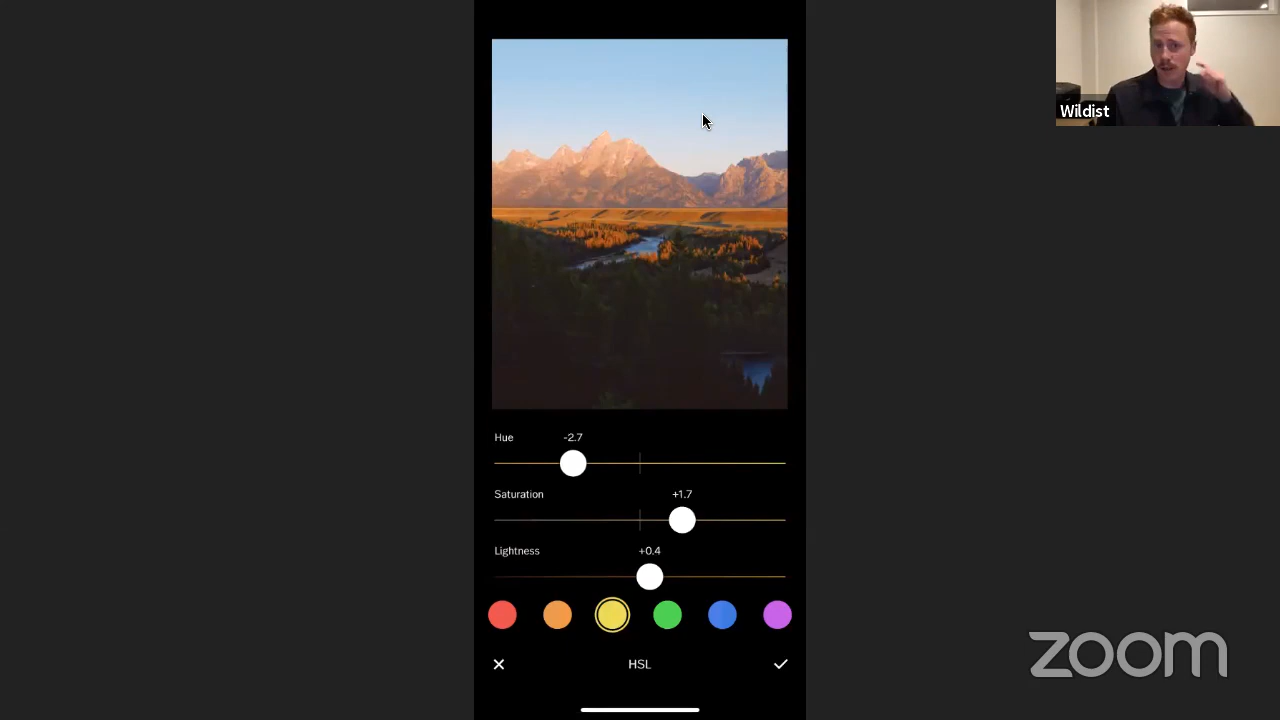 Wildist
Hue -2.7
Saturation +1.7
Lightness +0.4
HSL
zoom